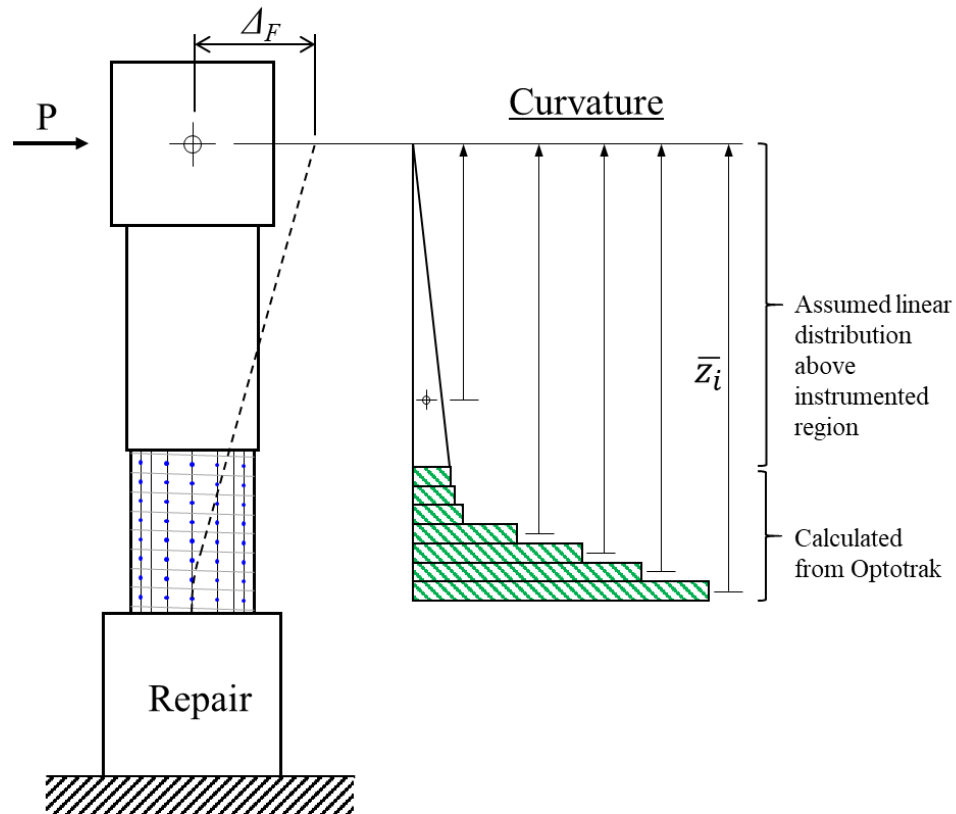 Δ_F
P
Curvature
z̄_i
Assumed linear
distribution
above
instrumented
region
Calculated
from Optotrak
Repair